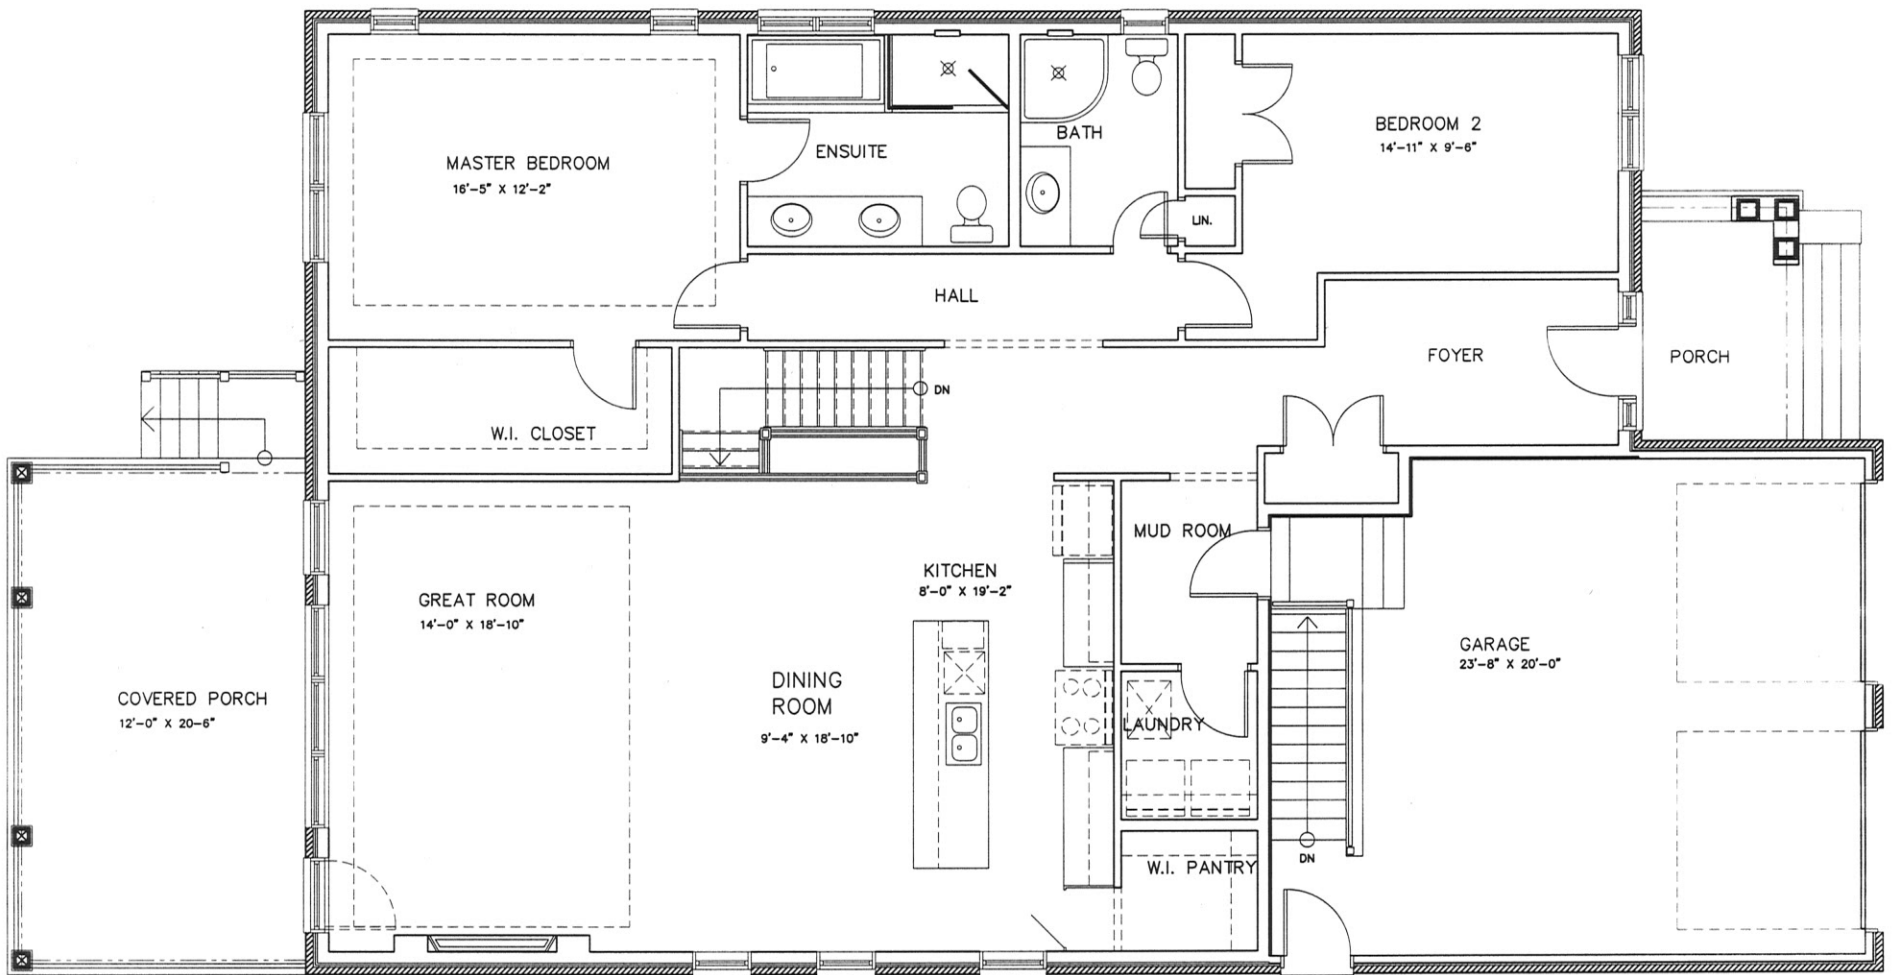 MASTER BEDROOM
16'-5" X 12'-2"
ENSUITE
BATH
BEDROOM 2
14'-11" X 9'-6"
LIN.
HALL
FOYER
PORCH
DN
W.I. CLOSET
MUD ROOM
KITCHEN
8'-0" X 19'-2"
GREAT ROOM
14'-0" X 18'-10"
GARAGE
23'-8" X 20'-0"
COVERED PORCH
12'-0" X 20-6"
DINING
ROOM
9'-4" X 18'-10"
LAUNDRY
DN
W.I. PANTRY